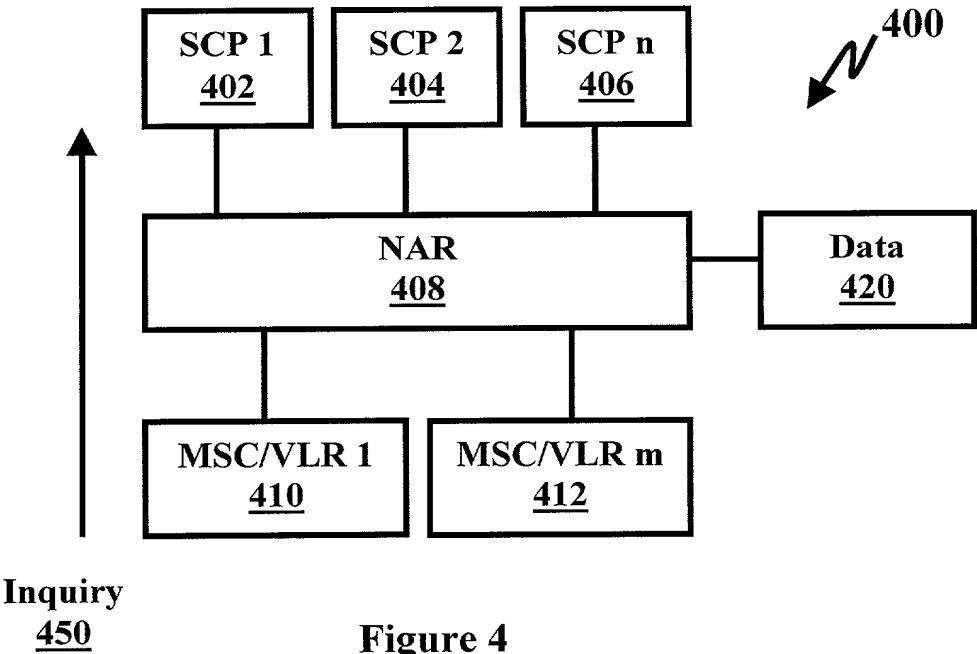 400
SCP 1
402
SCP 2
404
SCP n
406
NAR
408
Data
420
MSC/VLR 1
410
MSC/VLR m
412
Inquiry
450
Figure 4